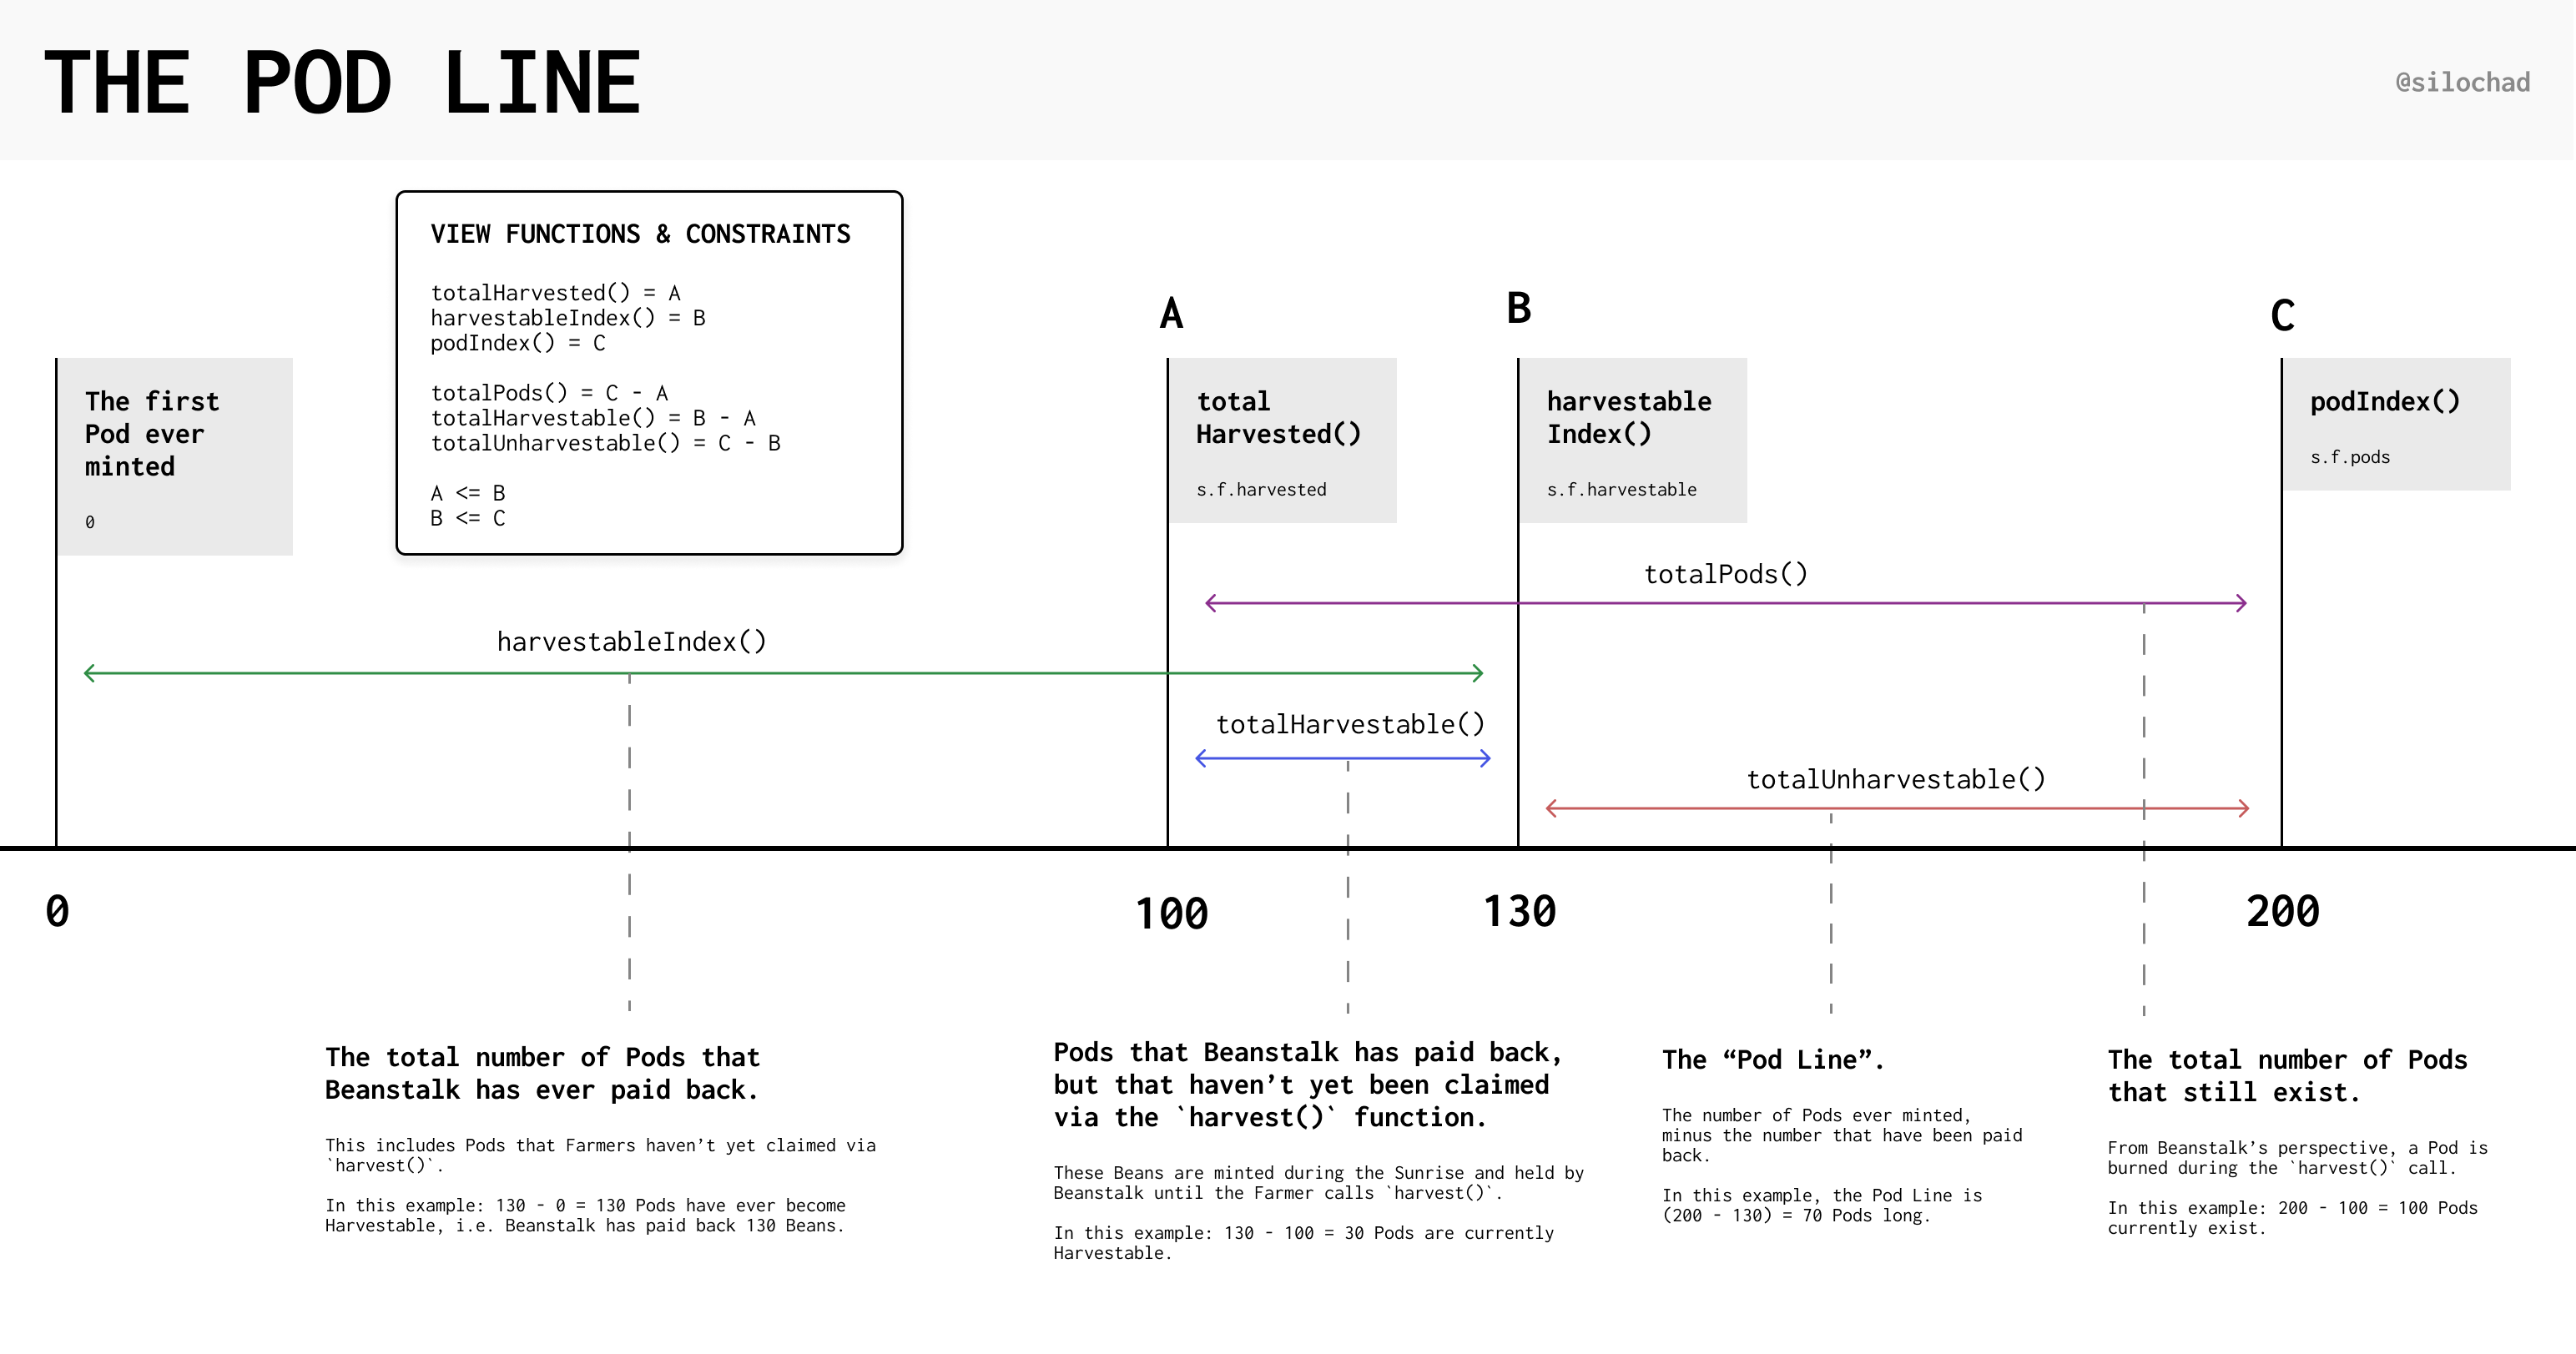 THE POD LINE
@silochad
VIEW FUNCTIONS & CONSTRAINTS
totalHarvested() = A
harvestableIndex() = B
podIndex() = C
totalPods() = C - A
totalHarvestable() = B - A
totalUnharvestable() = C - B
A <= B
B <= C
The first
Pod ever
minted
0
A
total
Harvested()
s.f.harvested
B
harvestable
Index()
s.f.harvestable
C
podIndex()
s.f.pods
totalPods()
harvestableIndex()
totalHarvestable()
totalUnharvestable()
0
100
130
200
The total number of Pods that
Beanstalk has ever paid back.
This includes Pods that Farmers haven’t yet claimed via
`harvest()`.
In this example: 130 - 0 = 130 Pods have ever become
Harvestable, i.e. Beanstalk has paid back 130 Beans.
Pods that Beanstalk has paid back,
but that haven’t yet been claimed
via the `harvest()` function.
These Beans are minted during the Sunrise and held by
Beanstalk until the Farmer calls `harvest()`.
In this example: 130 - 100 = 30 Pods are currently
Harvestable.
The “Pod Line”.
The number of Pods ever minted,
minus the number that have been paid
back.
In this example, the Pod Line is
(200 - 130) = 70 Pods long.
The total number of Pods
that still exist.
From Beanstalk’s perspective, a Pod is
burned during the `harvest()` call.
In this example: 200 - 100 = 100 Pods
currently exist.